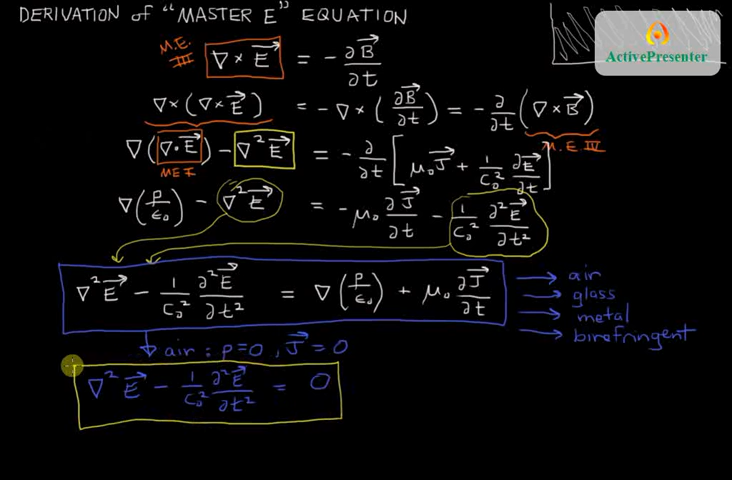 DERIVATION of "MASTER E" EQUATION
ActivePresenter
M.E. III ∇ × E⃗ = − ∂B⃗/∂t
∇×(∇×E⃗) = −∇×(∂B⃗/∂t) = −∂/∂t(∇×B⃗)
M.E. III
∇(∇·E⃗) − ∇²E⃗ = −∂/∂t[μ₀J⃗ + 1/C₀² ∂E⃗/∂t]
ME I
∇(ρ/ε₀) − ∇²E⃗ = −μ₀ ∂J⃗/∂t − 1/C₀² ∂²E⃗/∂t²
∇²E⃗ − 1/C₀² ∂²E⃗/∂t² = ∇(ρ/ε₀) + μ₀ ∂J⃗/∂t
air
glass
metal
birefringent
air : ρ=0 , J⃗ = 0
∇²E⃗ − 1/C₀² ∂²E⃗/∂t² = 0